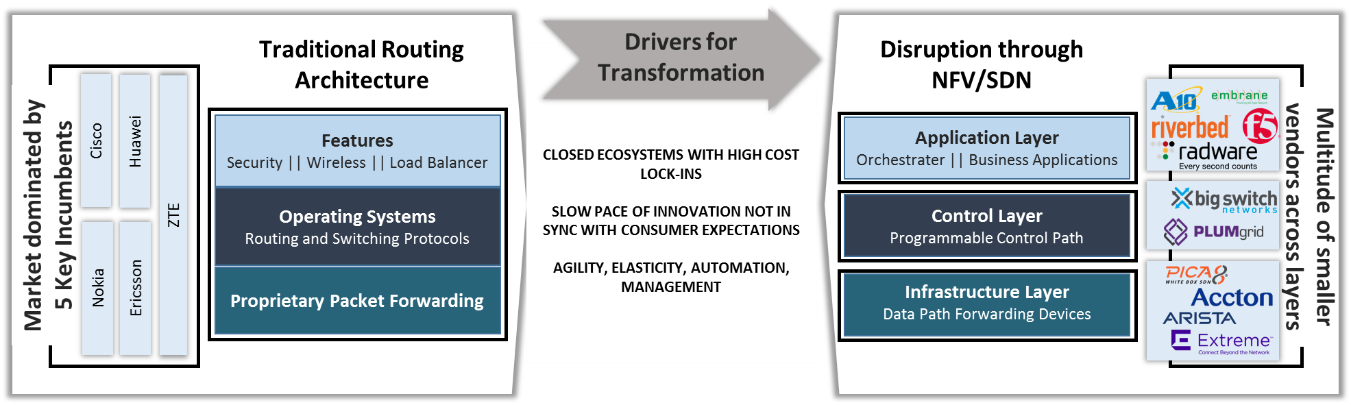 Market dominated by
5 Key Incumbents
Cisco
Huawei
ZTE
Nokia
Ericsson
Traditional Routing
Architecture
Features
Security || Wireless || Load Balancer
Operating Systems
Routing and Switching Protocols
Proprietary Packet Forwarding
Drivers for
Transformation
CLOSED ECOSYSTEMS WITH HIGH COST
LOCK-INS
SLOW PACE OF INNOVATION NOT IN
SYNC WITH CONSUMER EXPECTATIONS
AGILITY, ELASTICITY, AUTOMATION,
MANAGEMENT
Disruption through
NFV/SDN
Application Layer
Orchestrater || Business Applications
Control Layer
Programmable Control Path
Infrastructure Layer
Data Path Forwarding Devices
A10
embrane
riverbed
f5
radware
Every second counts
big switch
networks
PLUMgrid
PICA8
WHITE BOX SDN
Accton
ARISTA
Extreme
Connect Beyond the Network
Multitude of smaller
vendors across layers